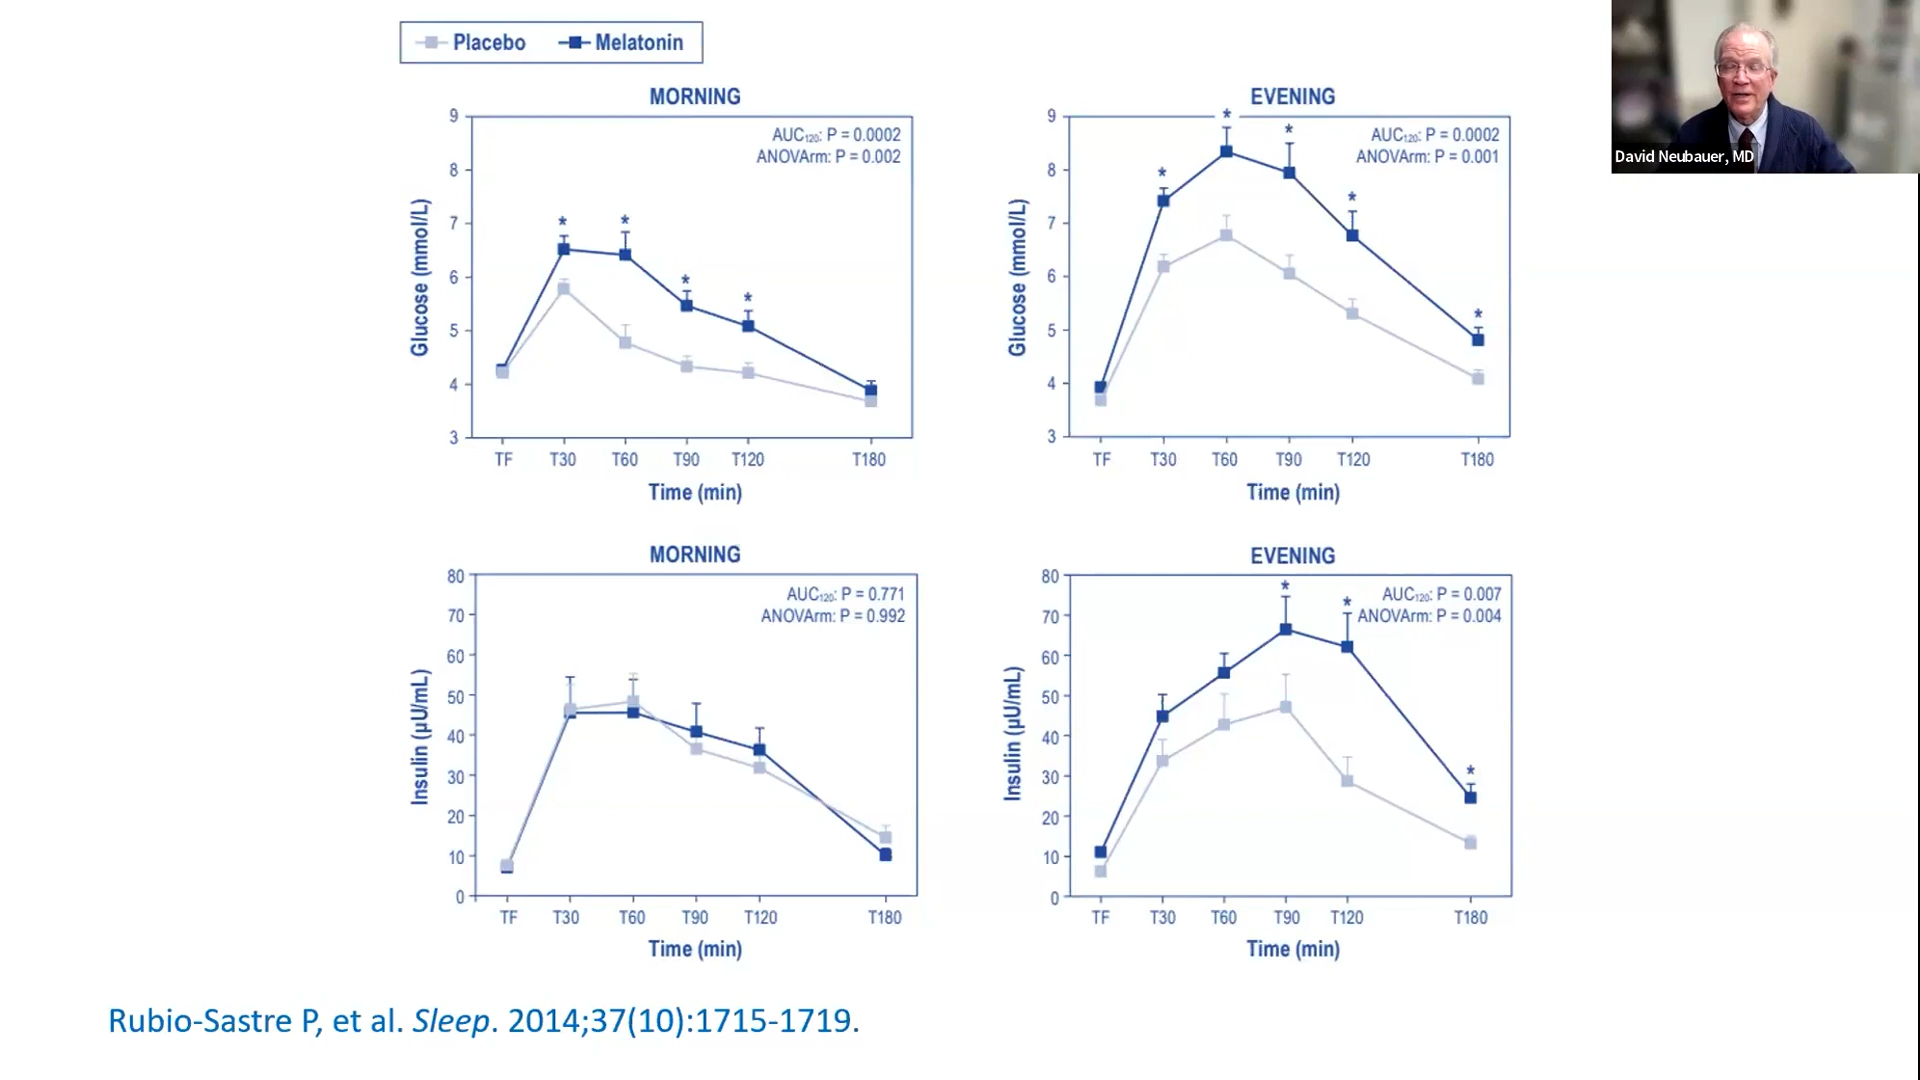 Placebo Melatonin
David Neubauer, MD
MORNING
AUC₁₂₀: P = 0.0002
ANOVArm: P = 0.002
Glucose (mmol/L)
9
8
7
6
5
4
3
*
*
*
*
TF T30 T60 T90 T120 T180
Time (min)
EVENING
AUC₁₂₀: P = 0.0002
ANOVArm: P = 0.001
Glucose (mmol/L)
9
8
7
6
5
4
3
*
*
*
*
*
TF T30 T60 T90 T120 T180
Time (min)
MORNING
AUC₁₂₀: P = 0.771
ANOVArm: P = 0.992
Insulin (µU/mL)
80
70
60
50
40
30
20
10
0
TF T30 T60 T90 T120 T180
Time (min)
EVENING
AUC₁₂₀: P = 0.007
ANOVArm: P = 0.004
Insulin (µU/mL)
80
70
60
50
40
30
20
10
0
*
*
*
TF T30 T60 T90 T120 T180
Time (min)
Rubio-Sastre P, et al. Sleep. 2014;37(10):1715-1719.